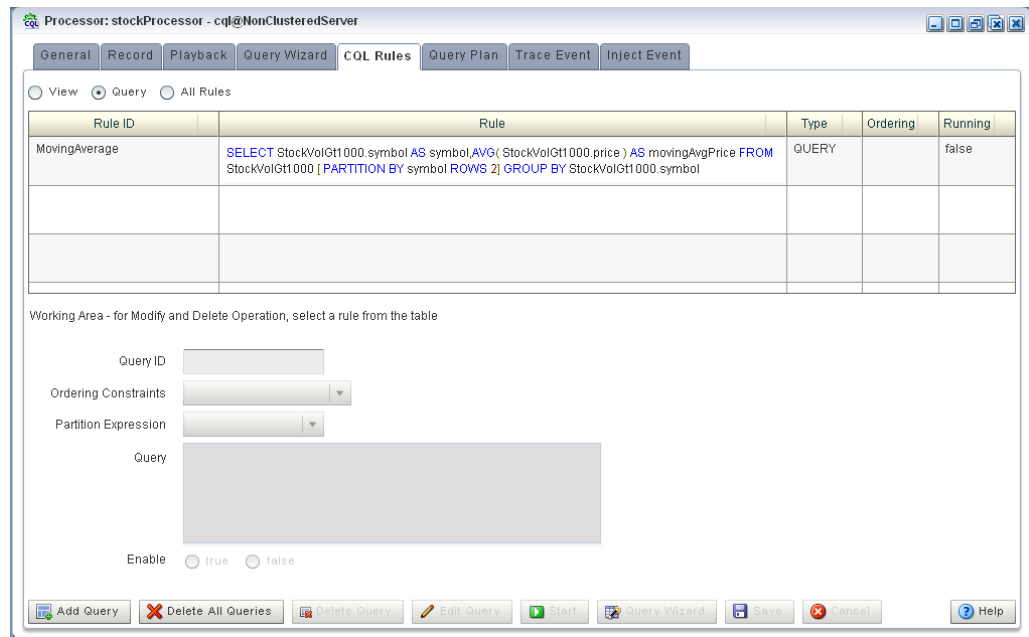 CQL Processor: stockProcessor - cql@NonClusteredServer
General Record Playback Query Wizard CQL Rules Query Plan Trace Event Inject Event
View Query All Rules
Rule ID Rule Type Ordering Running
MovingAverage SELECT StockVolGt1000.symbol AS symbol,AVG( StockVolGt1000.price ) AS movingAvgPrice FROM QUERY false
StockVolGt1000 [ PARTITION BY symbol ROWS 2] GROUP BY StockVolGt1000.symbol
Working Area - for Modify and Delete Operation, select a rule from the table
Query ID
Ordering Constraints
Partition Expression
Query
Enable true false
Add Query Delete All Queries Delete Query Edit Query Start Query Wizard Save Cancel Help